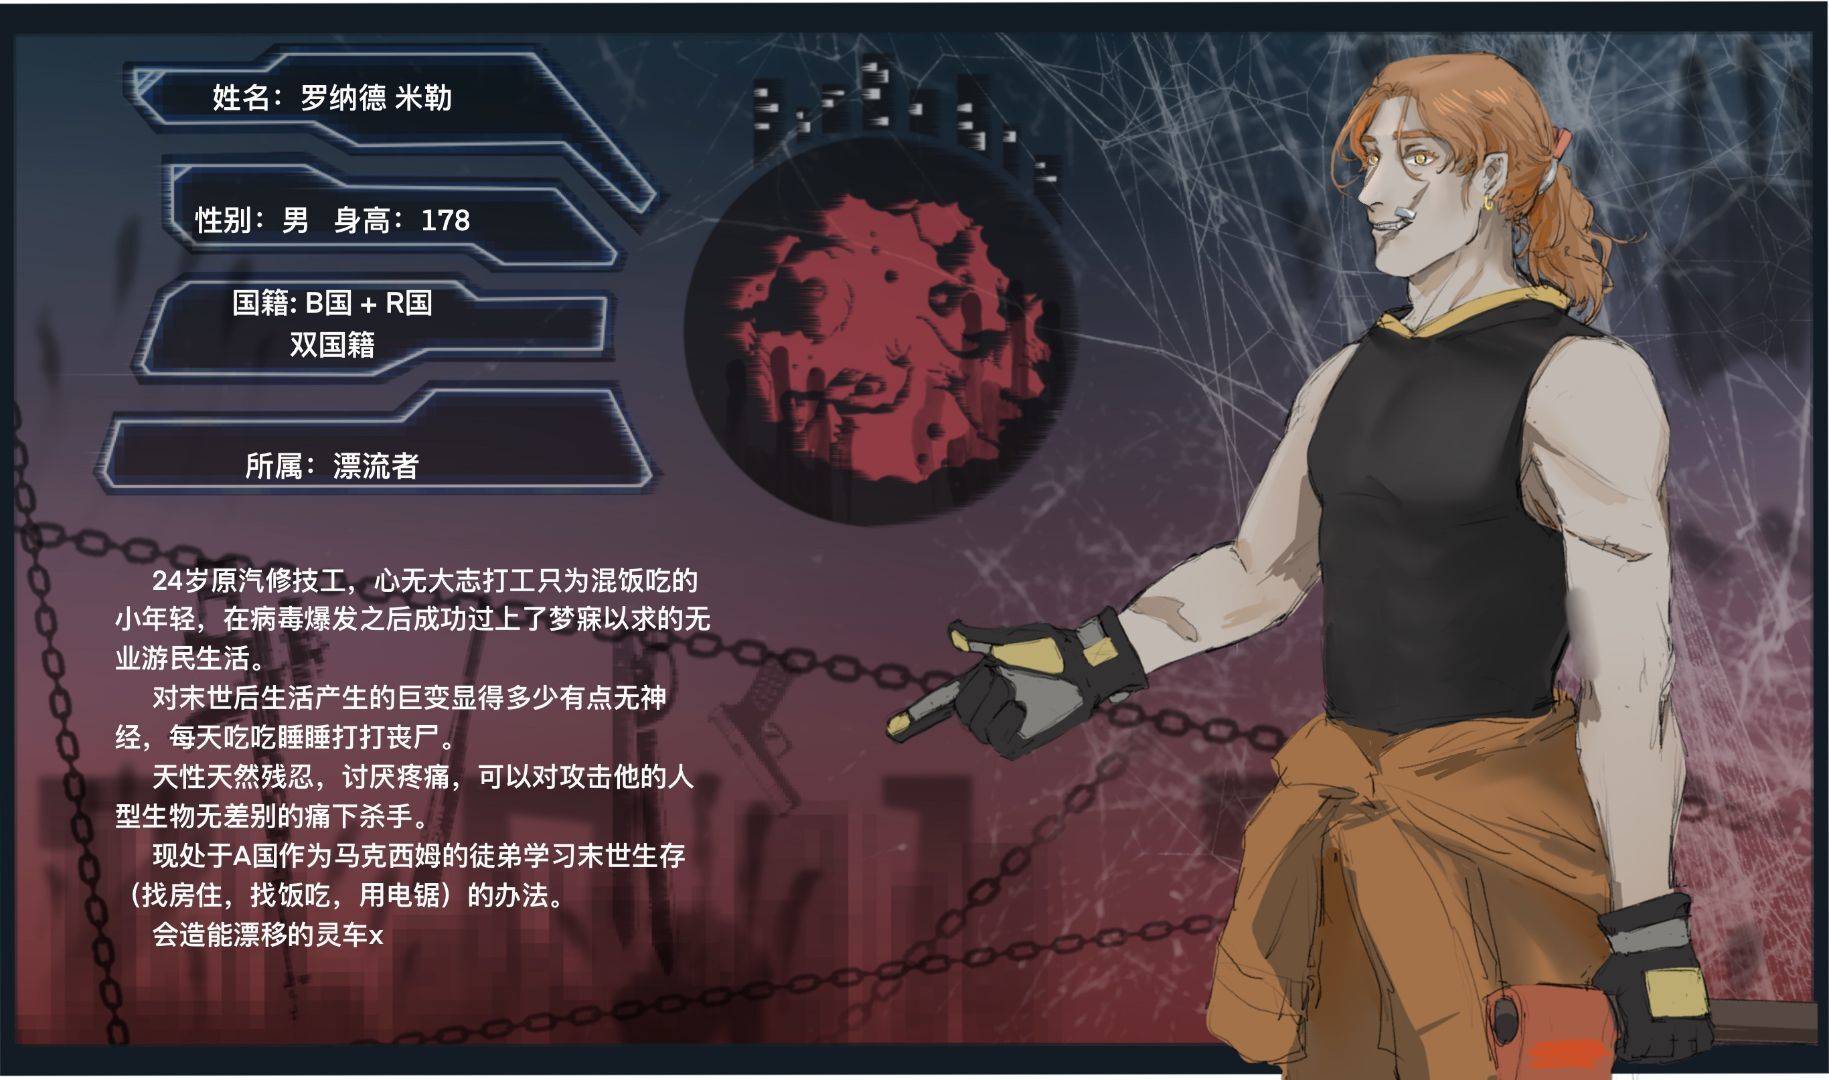 姓名：罗纳德 米勒
性别：男 身高：178
国籍: B国 + R国
双国籍
所属：漂流者
24岁原汽修技工，心无大志打工只为混饭吃的
小年轻，在病毒爆发之后成功过上了梦寐以求的无
业游民生活。
对末世后生活产生的巨变显得多少有点无神
经，每天吃吃睡睡打打丧尸。
天性天然残忍，讨厌疼痛，可以对攻击他的人
型生物无差别的痛下杀手。
现处于A国作为马克西姆的徒弟学习末世生存
（找房住，找饭吃，用电锯）的办法。
会造能漂移的灵车x